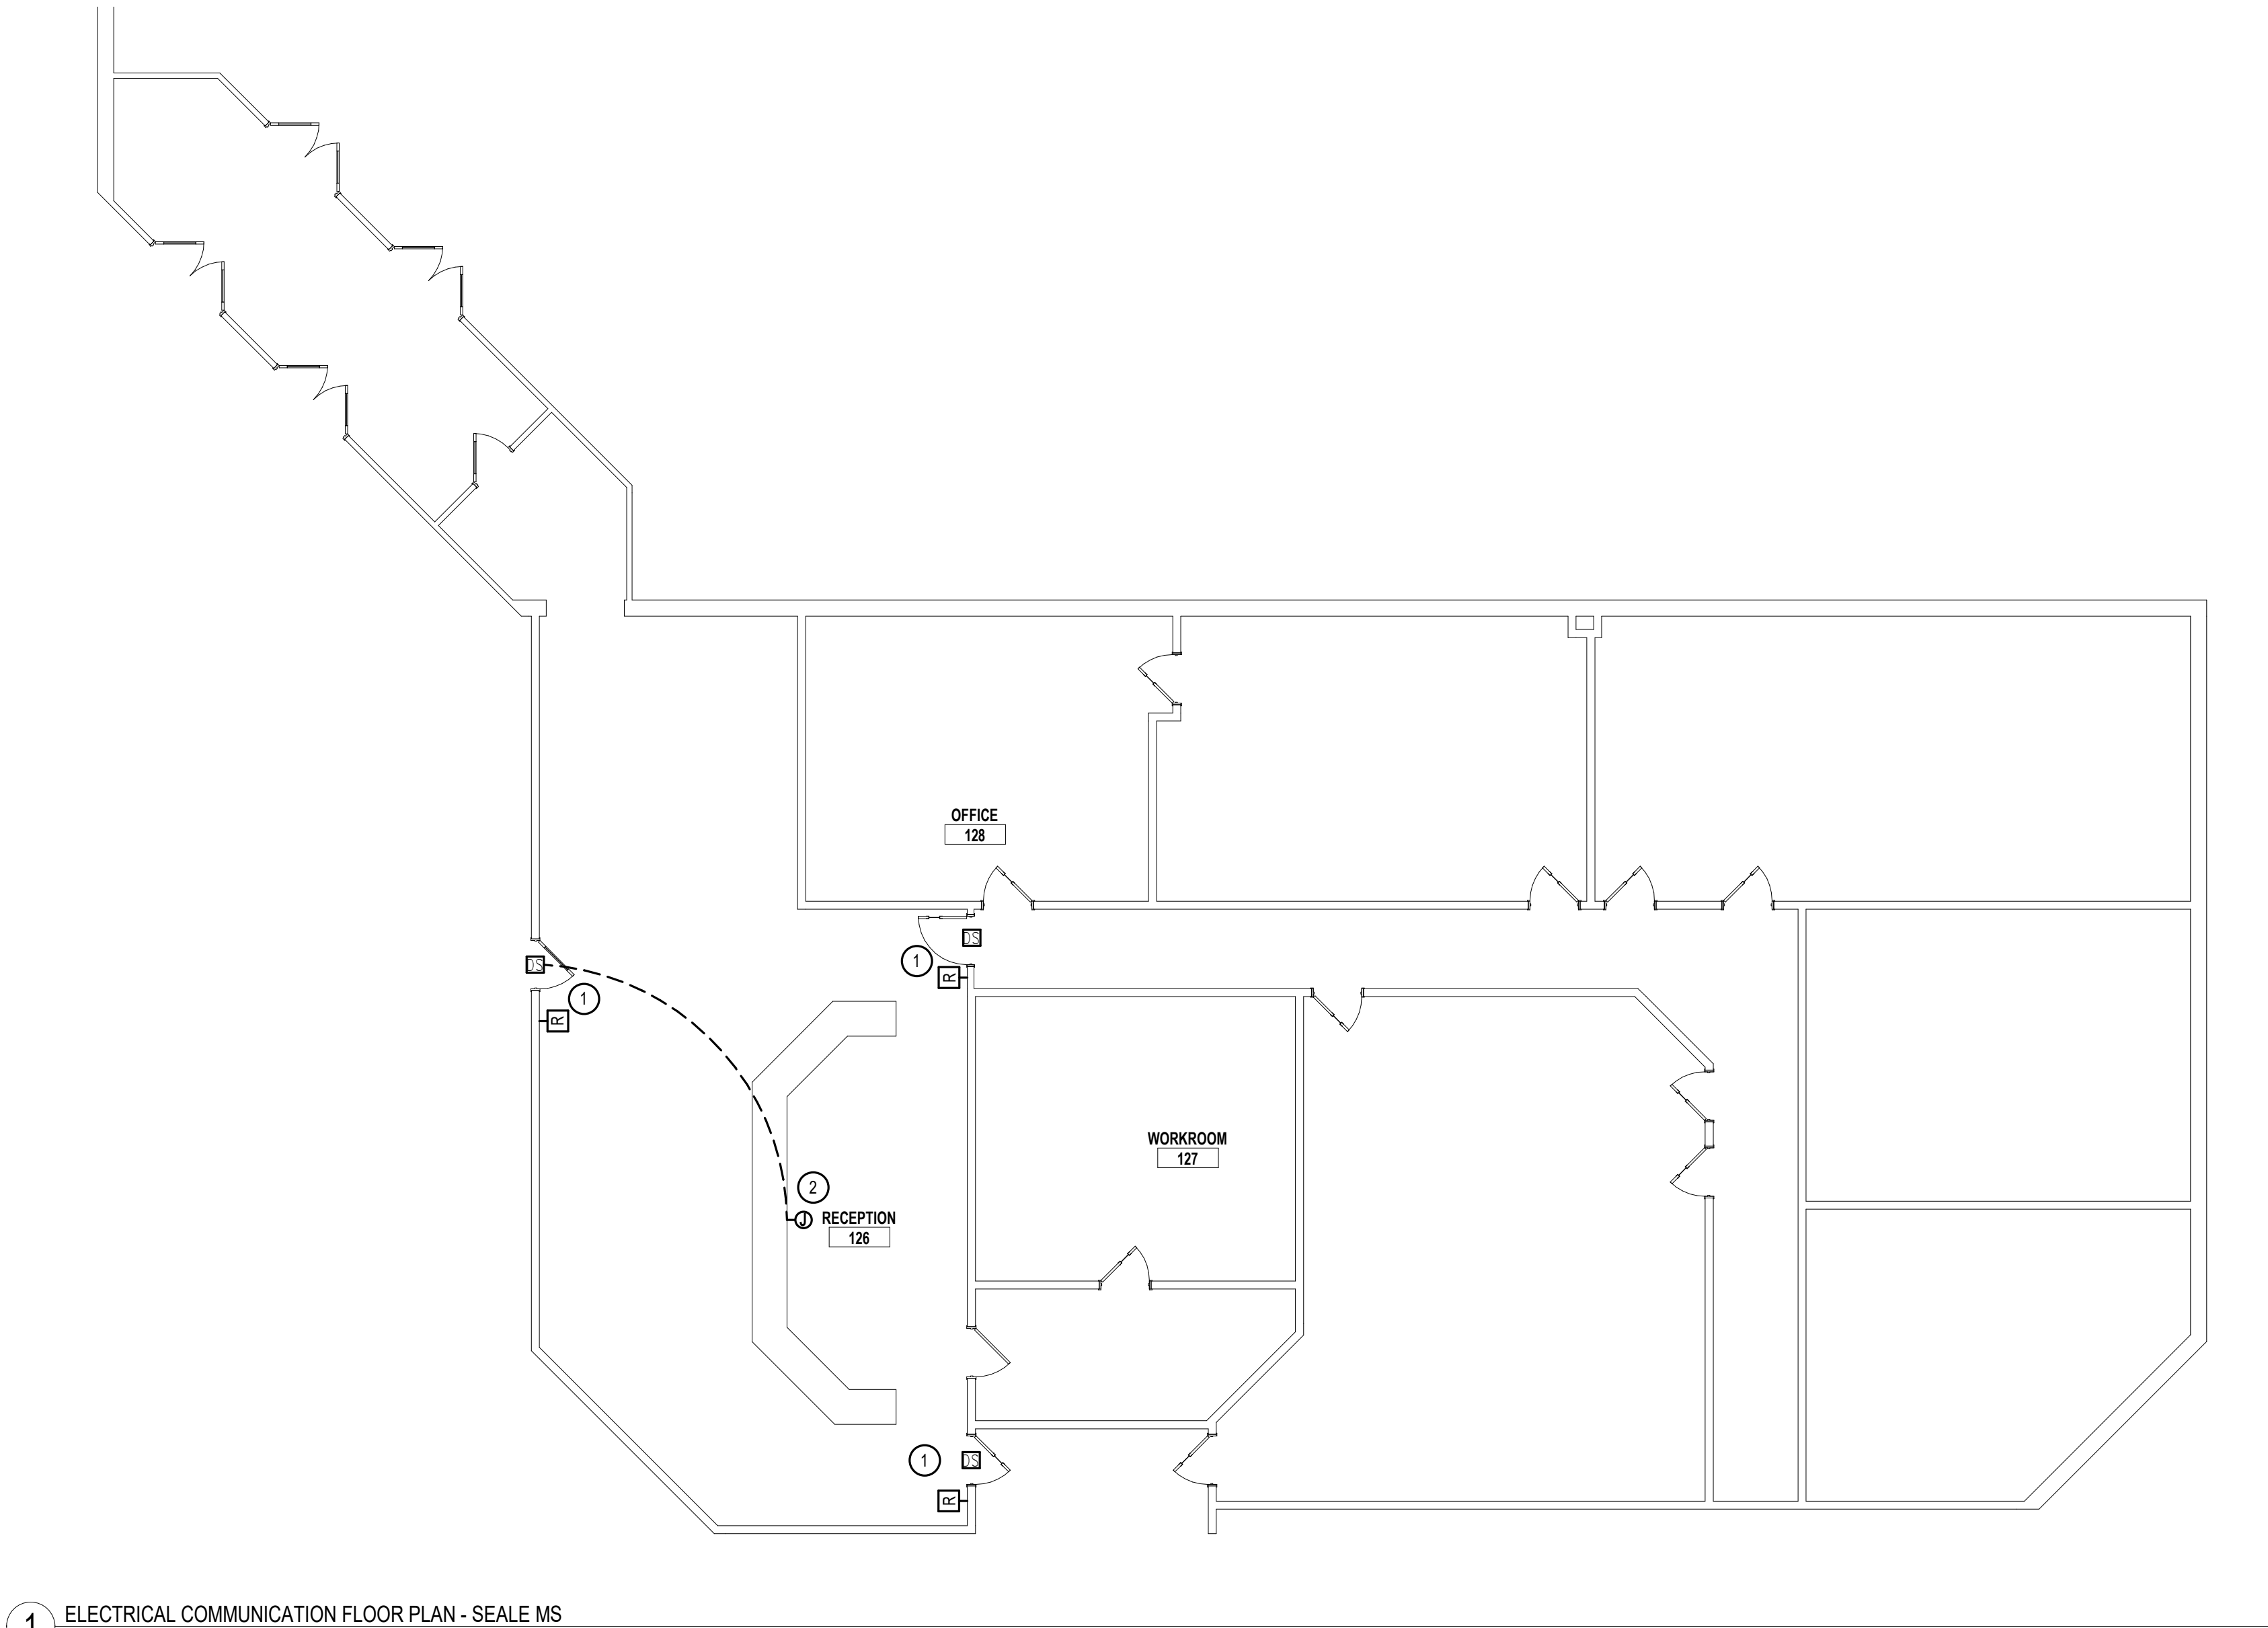 OFFICE
128
DS
1
R
DS
1
R
WORKROOM
127
2
J RECEPTION
126
1
DS
R
1 ELECTRICAL COMMUNICATION FLOOR PLAN - SEALE MS